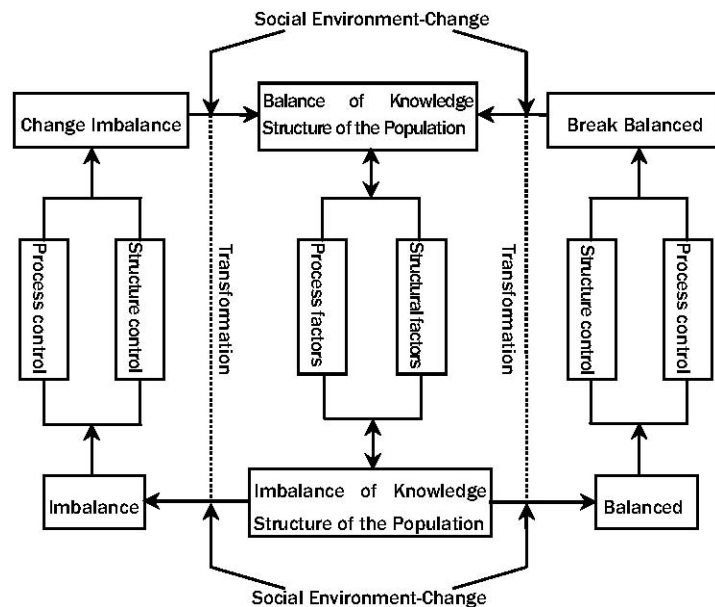 Social Environment-Change
Change Imbalance
Balance of Knowledge
Structure of the Population
Break Balanced
Process control
Structure control
Transformation
Process factors
Structural factors
Transformation
Structure control
Process control
Imbalance
Imbalance of Knowledge
Structure of the Population
Balanced
Social Environment-Change